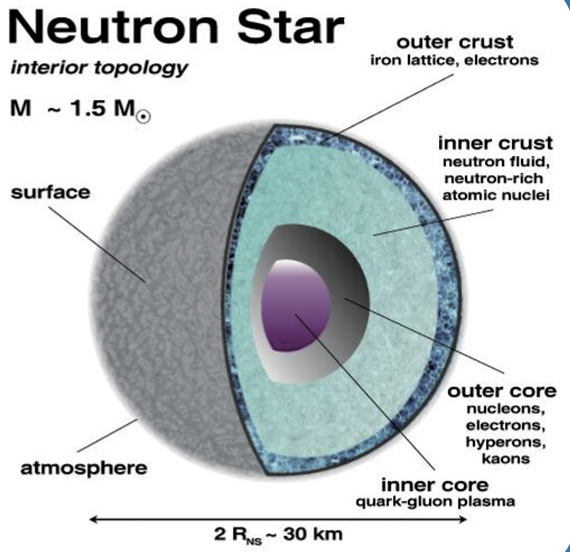 Neutron Star
interior topology
M ~ 1.5 M☉
outer crust
iron lattice, electrons
inner crust
neutron fluid,
neutron-rich
atomic nuclei
surface
outer core
nucleons,
electrons,
hyperons,
kaons
atmosphere
inner core
quark-gluon plasma
2 R_NS ~ 30 km